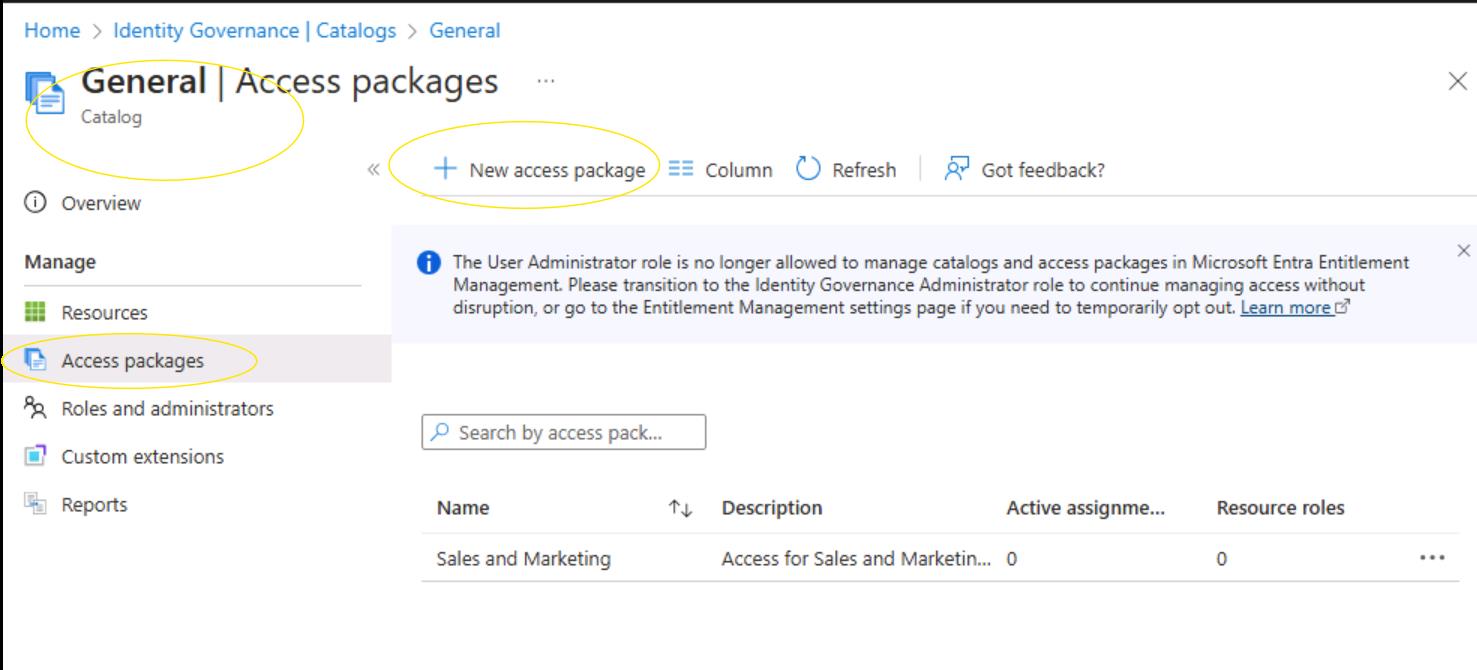 Home > Identity Governance | Catalogs > General
General | Access packages ...
Catalog
« + New access package Column Refresh | Got feedback?
Overview
Manage
Resources
Access packages
Roles and administrators
Custom extensions
Reports
The User Administrator role is no longer allowed to manage catalogs and access packages in Microsoft Entra Entitlement
Management. Please transition to the Identity Governance Administrator role to continue managing access without
disruption, or go to the Entitlement Management settings page if you need to temporarily opt out. Learn more
Search by access pack...
Name Description Active assignme... Resource roles
Sales and Marketing Access for Sales and Marketin... 0 0 ...